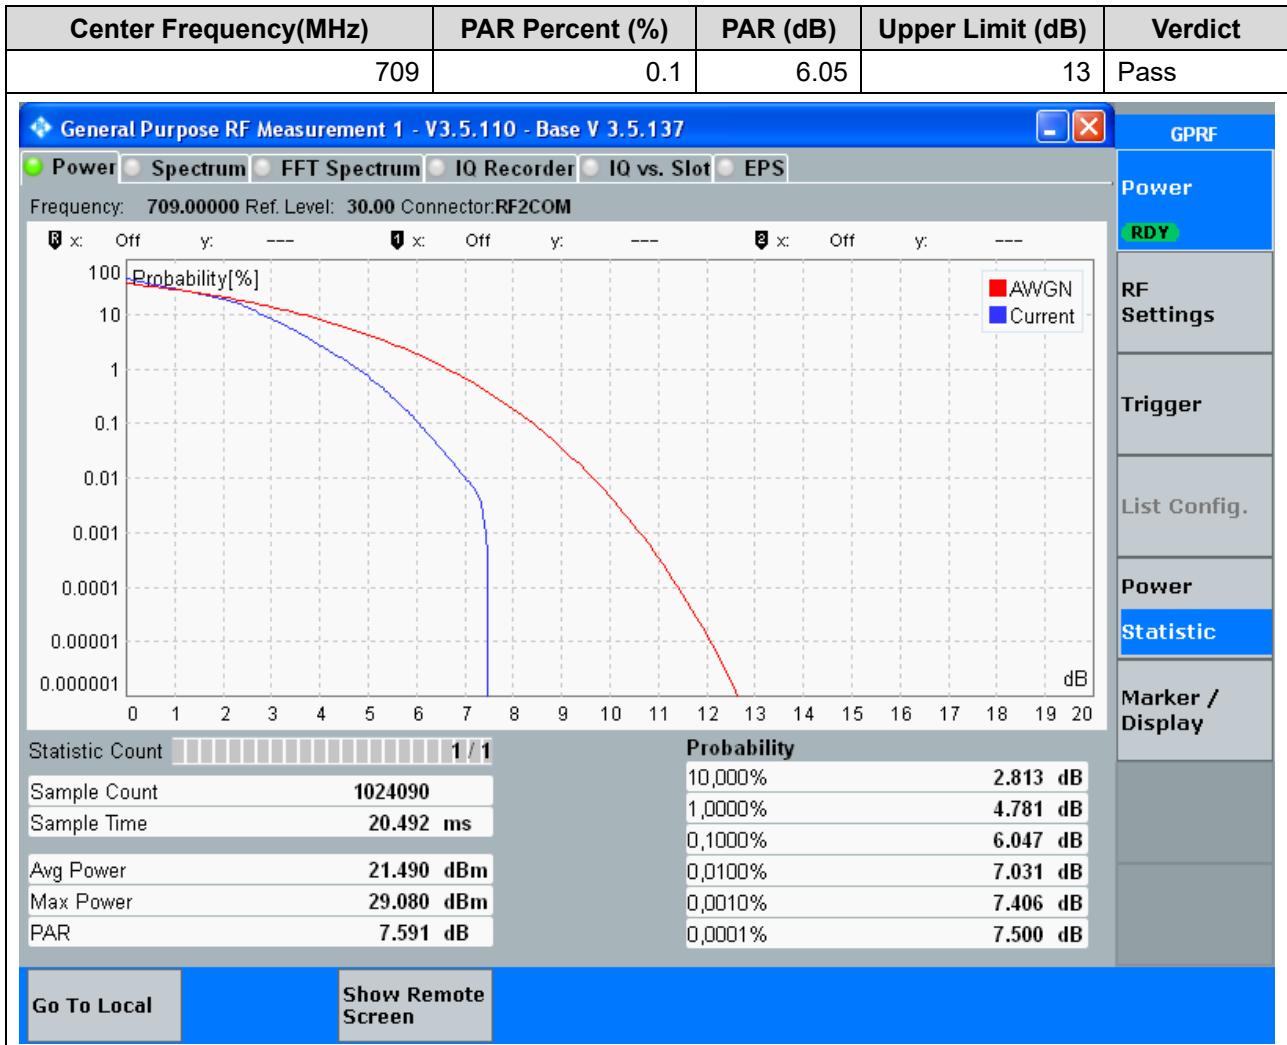 Center Frequency(MHz) PAR Percent (%) PAR (dB) Upper Limit (dB) Verdict
709 0.1 6.05 13 Pass
General Purpose RF Measurement 1 - V3.5.110 - Base V 3.5.137
GPRF
Power Spectrum FFT Spectrum IQ Recorder IQ vs. Slot EPS
Frequency: 709.00000 Ref. Level: 30.00 Connector:RF2COM
R x: Off y: --- 1 x: Off y: --- 2 x: Off y: ---
Probability[%]
AWGN
Current
100
10
1
0.1
0.01
0.001
0.0001
0.00001
0.000001
dB
0 1 2 3 4 5 6 7 8 9 10 11 12 13 14 15 16 17 18 19 20
Statistic Count 1 / 1
Sample Count 1024090
Sample Time 20.492 ms
Avg Power 21.490 dBm
Max Power 29.080 dBm
PAR 7.591 dB
Probability
10,000% 2.813 dB
1,0000% 4.781 dB
0,1000% 6.047 dB
0,0100% 7.031 dB
0,0010% 7.406 dB
0,0001% 7.500 dB
Power
RDY
RF
Settings
Trigger
List Config.
Power
Statistic
Marker /
Display
Go To Local
Show Remote
Screen